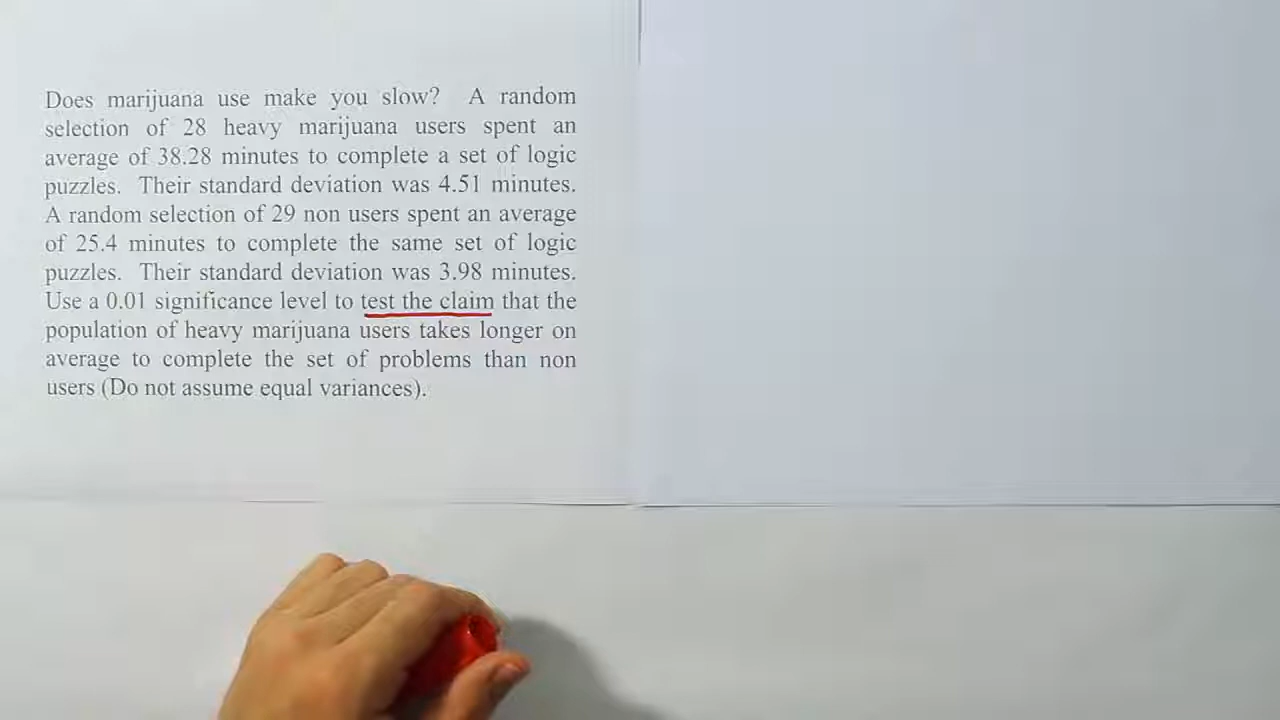 Does marijuana use make you slow? A random
selection of 28 heavy marijuana users spent an
average of 38.28 minutes to complete a set of logic
puzzles. Their standard deviation was 4.51 minutes.
A random selection of 29 non users spent an average
of 25.4 minutes to complete the same set of logic
puzzles. Their standard deviation was 3.98 minutes.
Use a 0.01 significance level to test the claim that the
population of heavy marijuana users takes longer on
average to complete the set of problems than non
users (Do not assume equal variances).